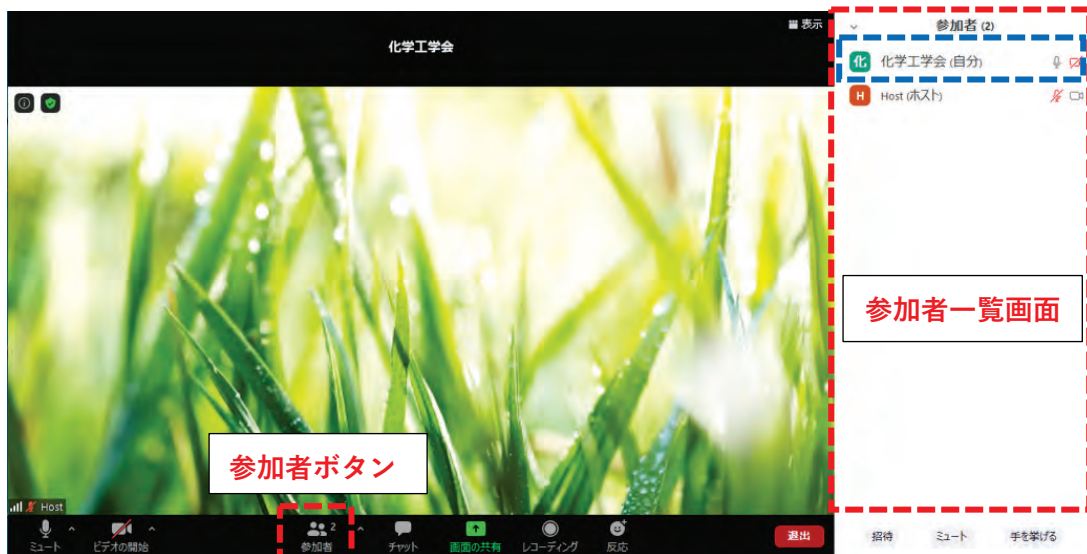 表示
化学工学会
参加者 (2)
化 化学工学会 (自分)
H Host (ホスト)
参加者一覧画面
参加者ボタン
Host
ミュート
ビデオの開始
参加者 2
チャット
画面の共有
レコーディング
反応
退出
招待
ミュート
手を挙げる